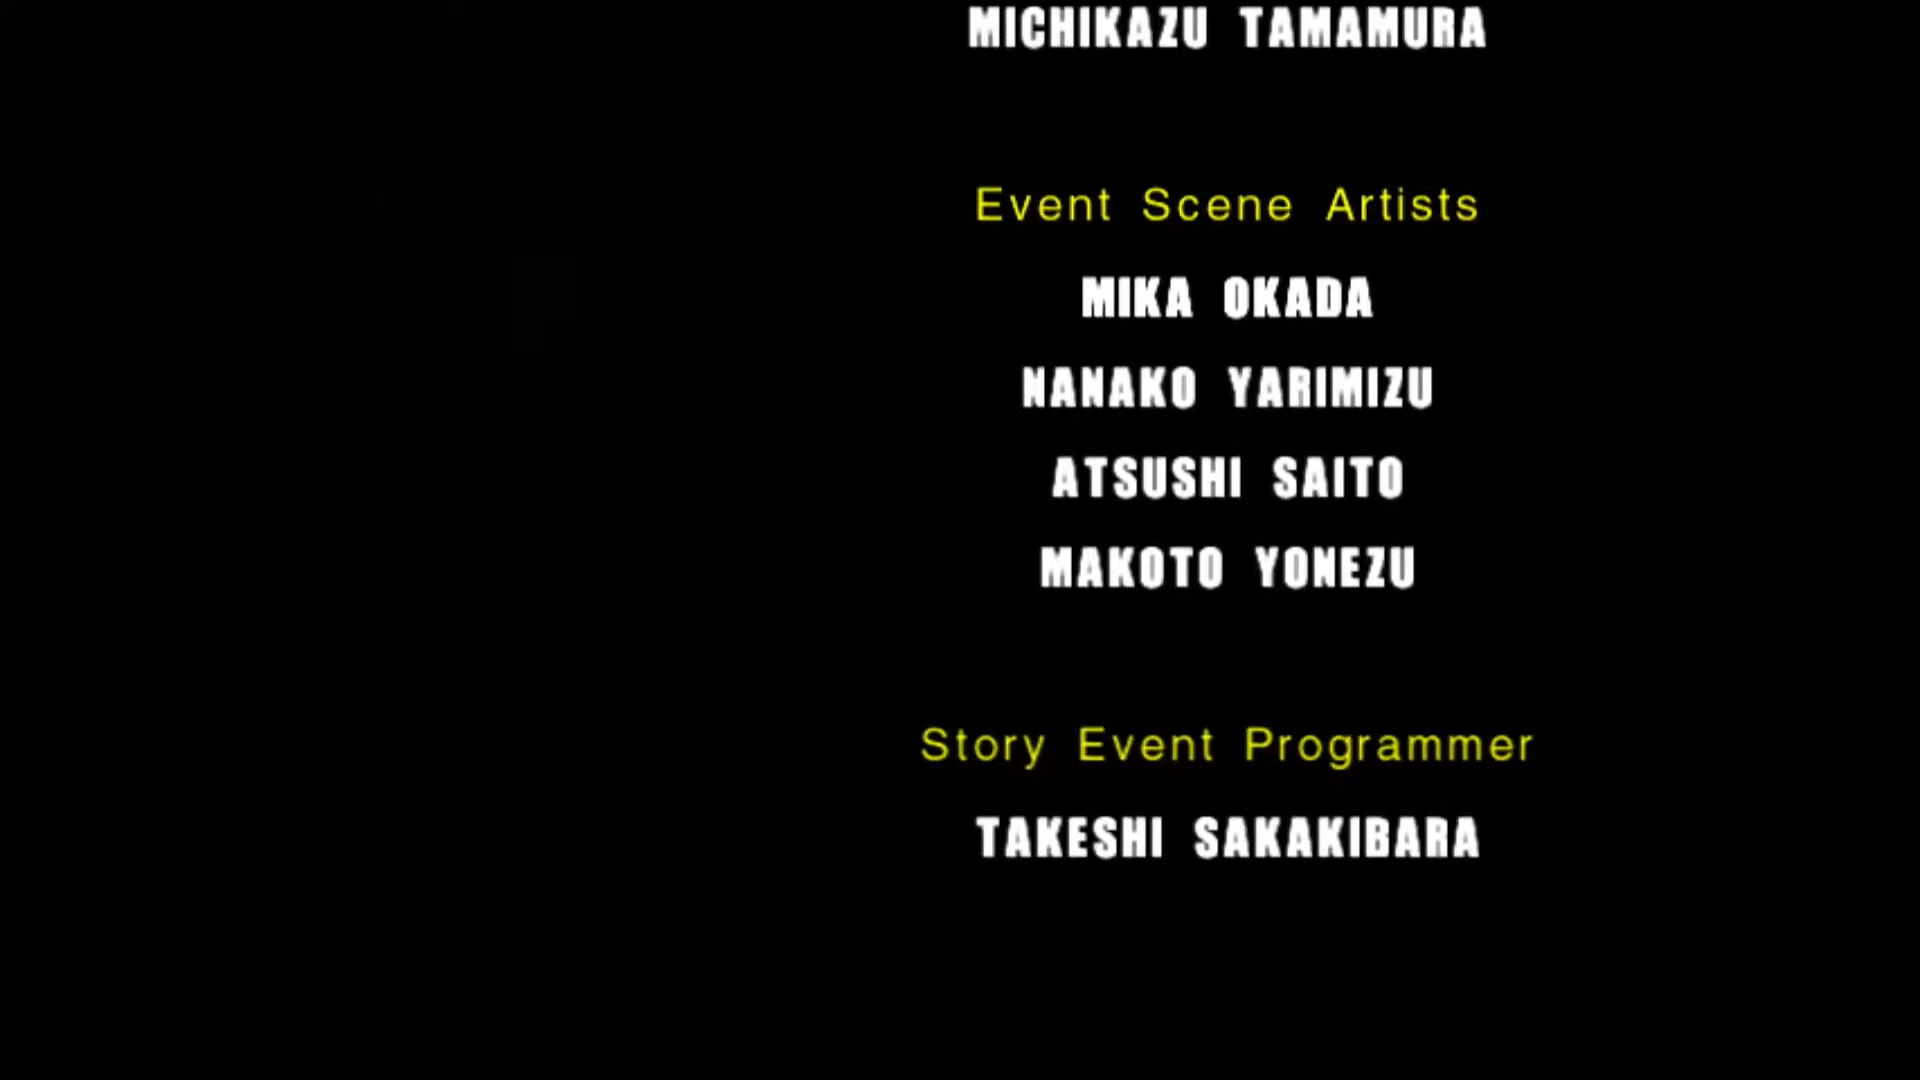 MICHIKAZU TAMAMURA
Event Scene Artists
MIKA OKADA
NANAKO YARIMIZU
ATSUSHI SAITO
MAKOTO YONEZU
Story Event Programmer
TAKESHI SAKAKIBARA